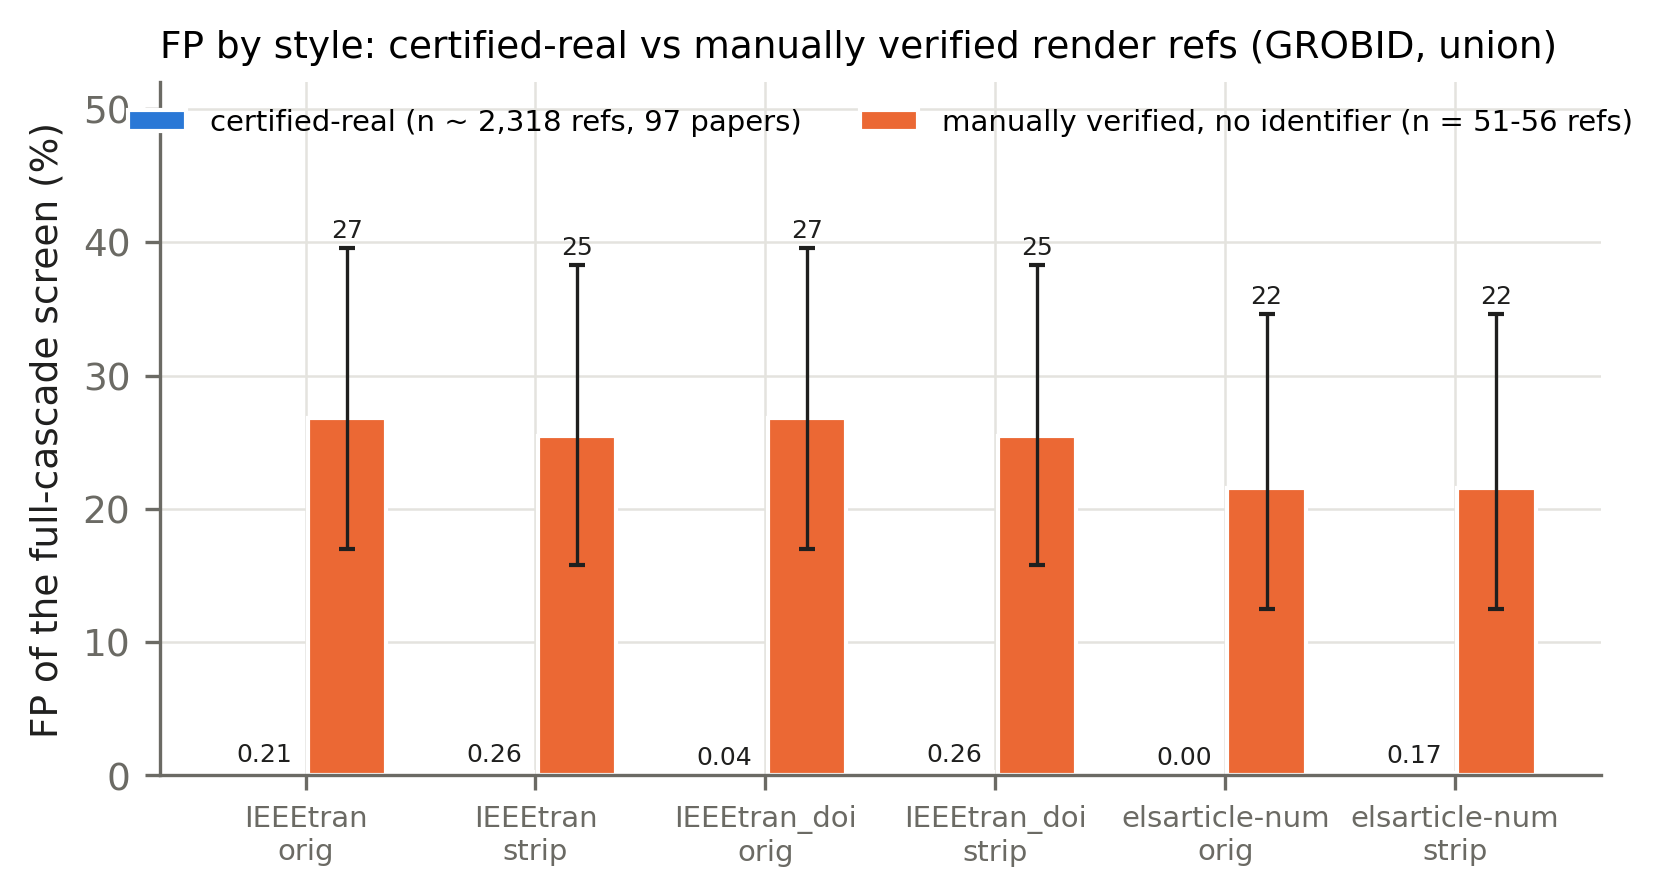 FP by style: certified-real vs manually verified render refs (GROBID, union)
certified-real (n ~ 2,318 refs, 97 papers)
manually verified, no identifier (n = 51-56 refs)
FP of the full-cascade screen (%)
50
40
30
20
10
0
27
25
27
25
22
22
0.21
0.26
0.04
0.26
0.00
0.17
IEEEtran
orig
IEEEtran
strip
IEEEtran_doi
orig
IEEEtran_doi
strip
elsarticle-num
orig
elsarticle-num
strip